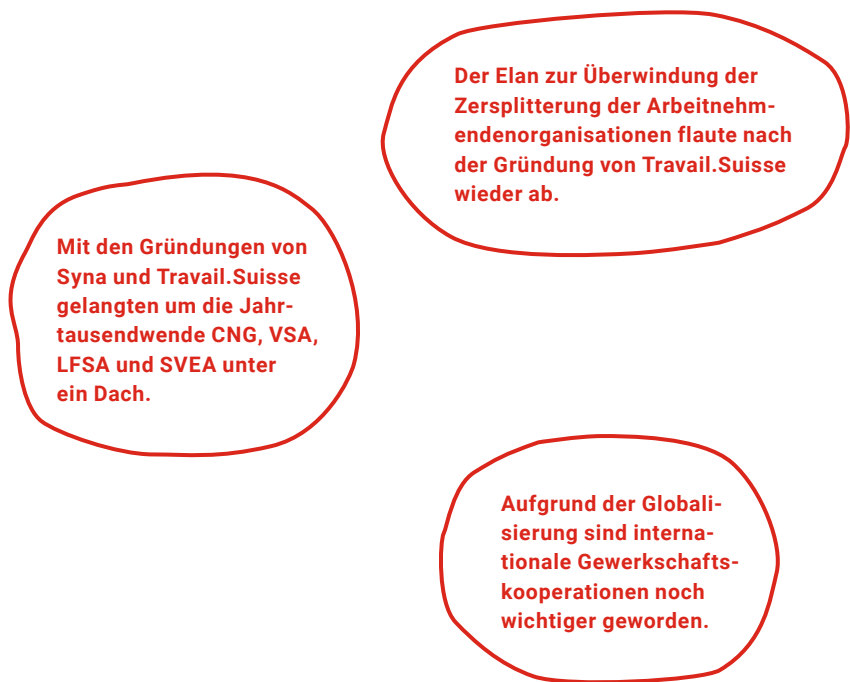 Der Elan zur Überwindung der
Zersplitterung der Arbeitnehm-
endenorganisationen flaute nach
der Gründung von Travail.Suisse
wieder ab.
Mit den Gründungen von
Syna und Travail.Suisse
gelangten um die Jahr-
tausendwende CNG, VSA,
LFSA und SVEA unter
ein Dach.
Aufgrund der Globali-
sierung sind interna-
tionale Gewerkschafts-
kooperationen noch
wichtiger geworden.